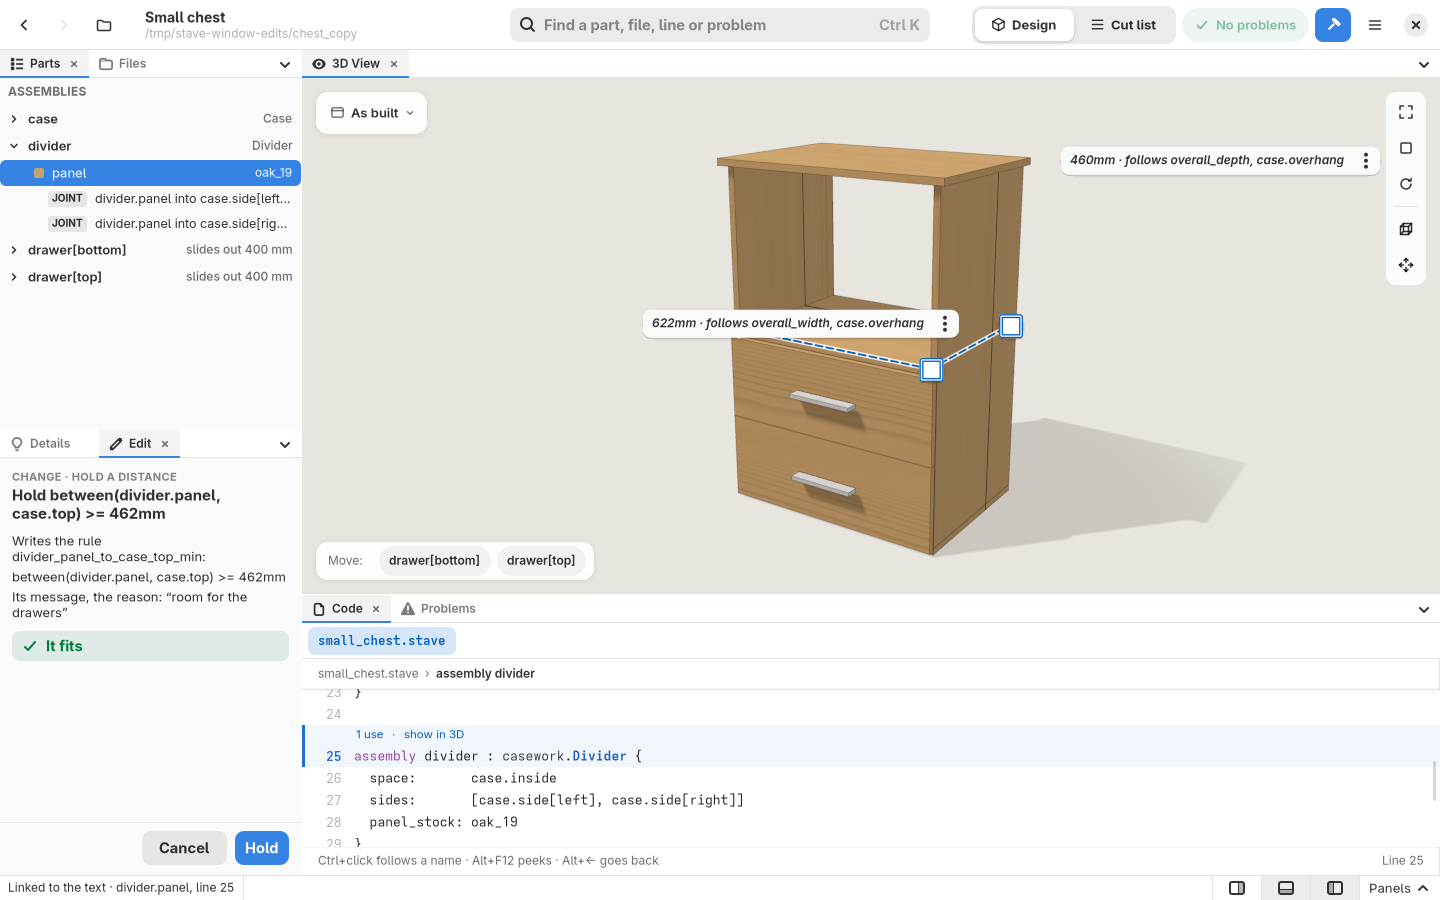 Small chest
/tmp/stave-window-edits/chest_copy
Find a part, file, line or problem
Ctrl K
Design
Cut list
No problems
Parts
Files
3D View
ASSEMBLIES
case
Case
divider
Divider
panel
oak_19
JOINT divider.panel into case.side[left...
JOINT divider.panel into case.side[rig...
drawer[bottom]
slides out 400 mm
drawer[top]
slides out 400 mm
As built
460mm · follows overall_depth, case.overhang
622mm · follows overall_width, case.overhang
Move:
drawer[bottom]
drawer[top]
Details
Edit
CHANGE · HOLD A DISTANCE
Hold between(divider.panel,
case.top) >= 462mm
Writes the rule
divider_panel_to_case_top_min:
between(divider.panel, case.top) >= 462mm
Its message, the reason: “room for the
drawers”
It fits
Cancel
Hold
Code
Problems
small_chest.stave
small_chest.stave › assembly divider
23 }
24
1 use · show in 3D
25 assembly divider : casework.Divider {
26 space: case.inside
27 sides: [case.side[left], case.side[right]]
28 panel_stock: oak_19
29 }
Ctrl+click follows a name · Alt+F12 peeks · Alt+← goes back
Line 25
Linked to the text · divider.panel, line 25
Panels